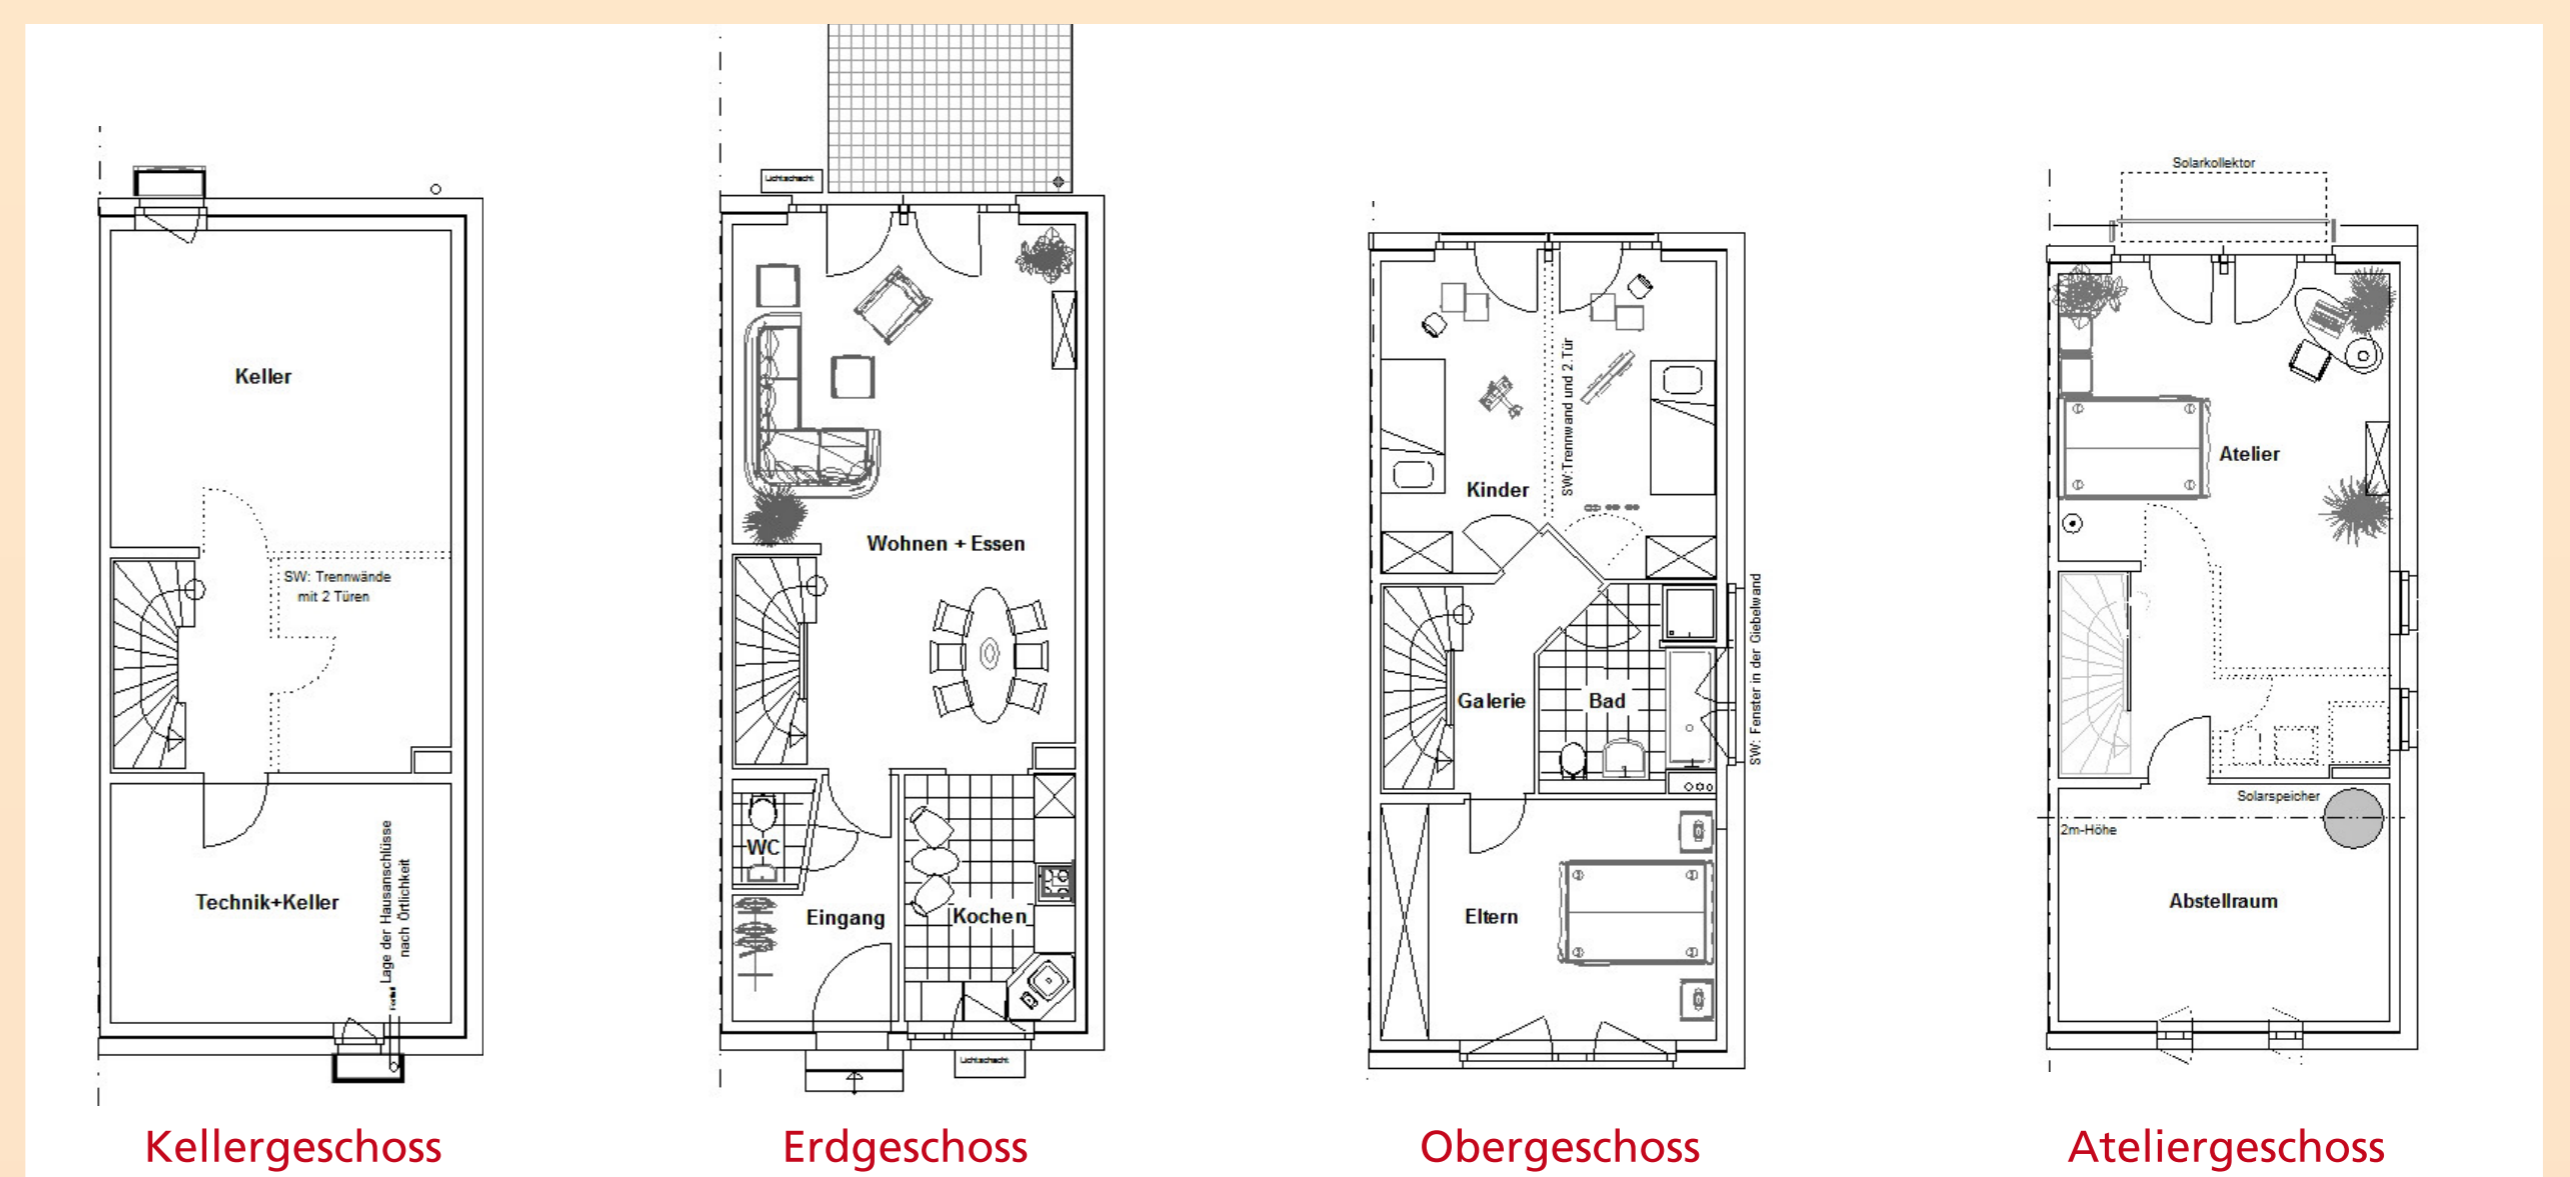 Keller
SW: Trennwände
mit 2 Türen
Technik+Keller
Lage der Hausanschlüsse
nach Örtlichkeit
Kellergeschoss
Lichtschacht
Wohnen + Essen
WC
Eingang
Kochen
Lichtschacht
Erdgeschoss
SW:Trennwand und 2.Tür
Kinder
SW: Fenster in der Giebelwand
Galerie
Bad
Eltern
Obergeschoss
Solarkollektor
Atelier
Solarspeicher
2m-Höhe
Abstellraum
Ateliergeschoss